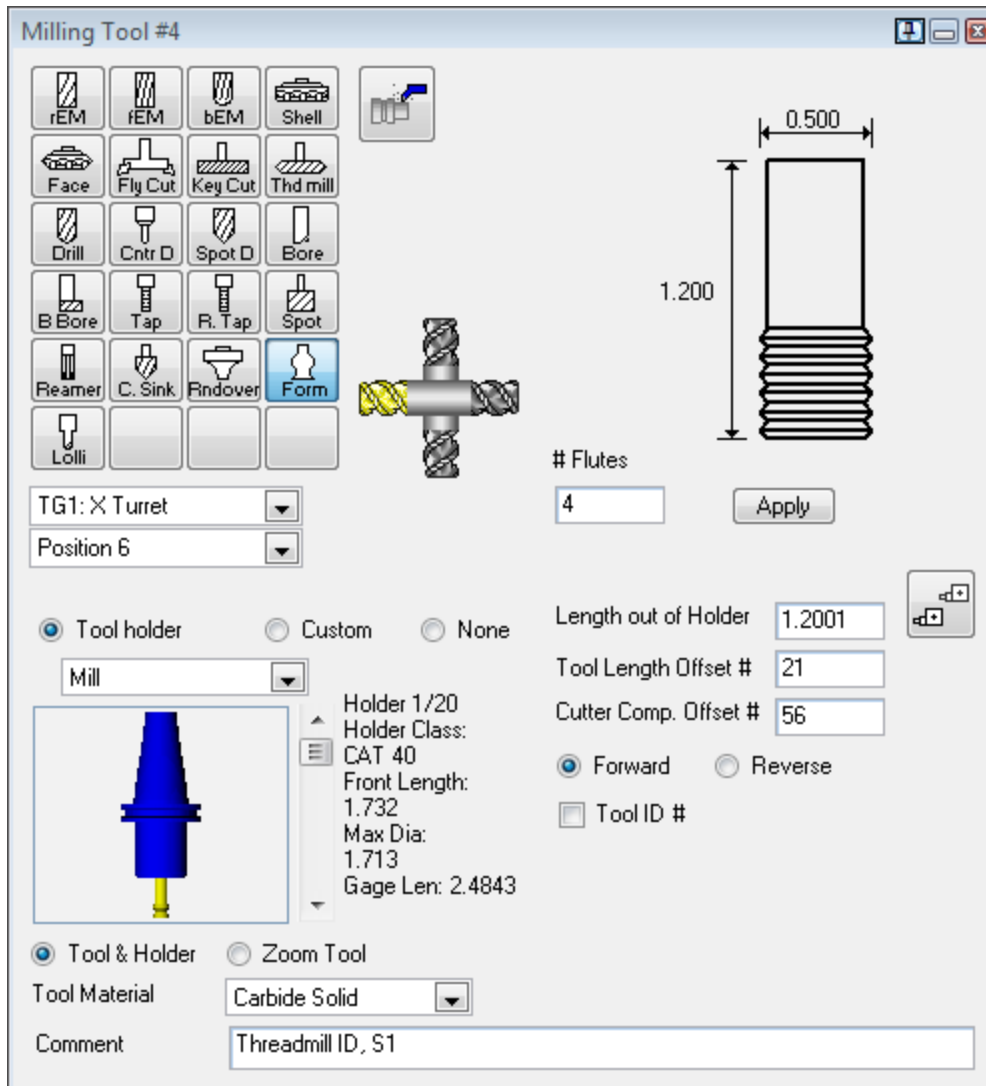 Milling Tool #4
rEM fEM bEM Shell
Face Fly Cut Key Cut Thd mill
Drill Cntr D Spot D Bore
B Bore Tap R. Tap Spot
Reamer C. Sink Rndover Form
Lolli
0.500
1.200
# Flutes
4
Apply
TG1: X Turret
Position 6
Tool holder Custom None
Mill
Holder 1/20
Holder Class:
CAT 40
Front Length:
1.732
Max Dia:
1.713
Gage Len: 2.4843
Length out of Holder 1.2001
Tool Length Offset # 21
Cutter Comp. Offset # 56
Forward Reverse
Tool ID #
Tool & Holder Zoom Tool
Tool Material Carbide Solid
Comment Threadmill ID, S1